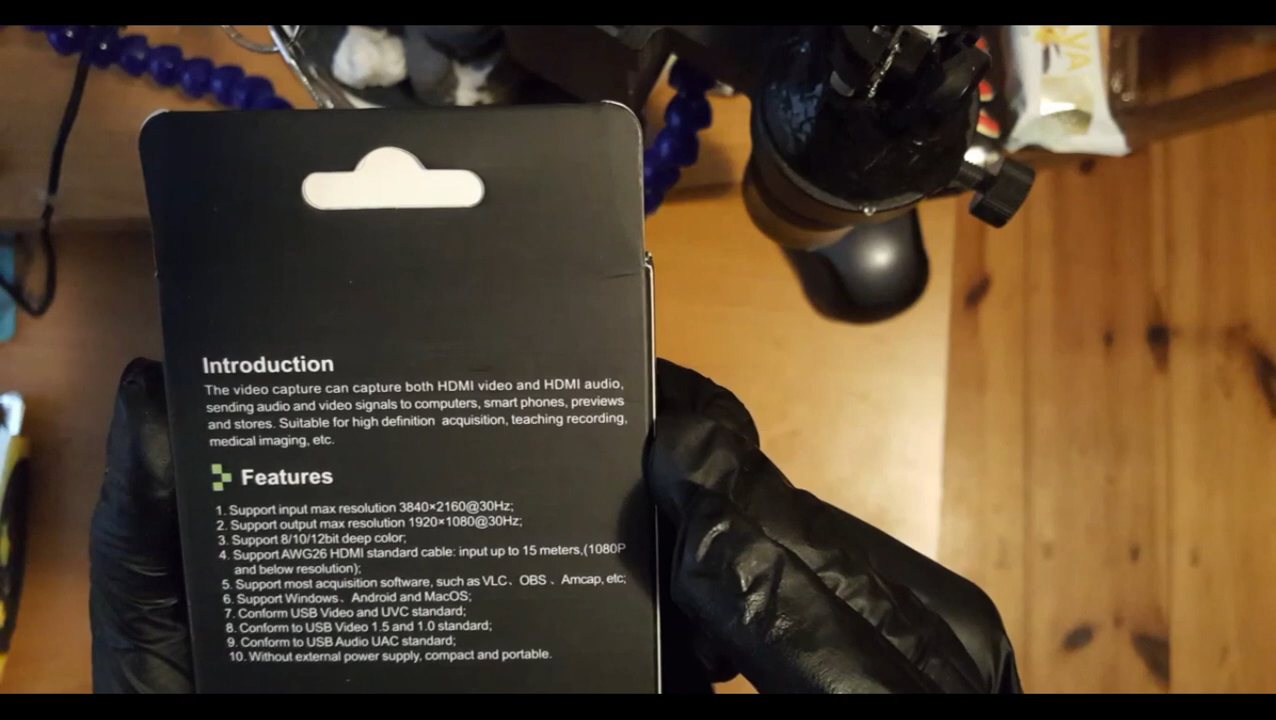 YA
Introduction
The video capture can capture both HDMI video and HDMI audio,
sending audio and video signals to computers, smart phones, previews
and stores. Suitable for high definition acquisition, teaching recording,
medical imaging, etc.
Features
1. Support input max resolution 3840×2160@30Hz;
2. Support output max resolution 1920×1080@30Hz;
3. Support 8/10/12bit deep color;
4. Support AWG26 HDMI standard cable: input up to 15 meters,(1080P
and below resolution);
5. Support most acquisition software, such as VLC、OBS 、Amcap, etc;
6. Support Windows、Android and MacOS;
7. Conform USB Video and UVC standard;
8. Conform to USB Video 1.5 and 1.0 standard;
9. Conform to USB Audio UAC standard;
10. Without external power supply, compact and portable.